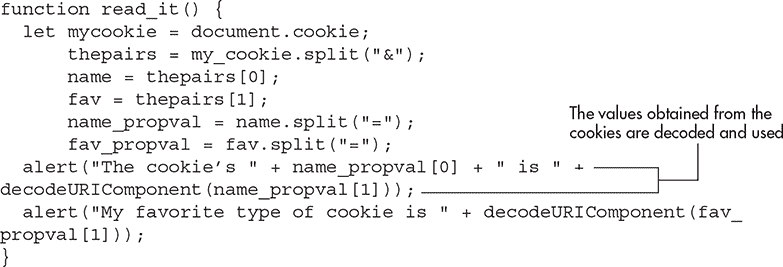 function read_it() {
let mycookie = document.cookie;
thepairs = my_cookie.split("&");
name = thepairs[0];
fav = thepairs[1];
name_propval = name.split("=");
fav_propval = fav.split("=");
The values obtained from the
cookies are decoded and used
alert("The cookie’s " + name_propval[0] + " is " +
decodeURIComponent(name_propval[1]));
alert("My favorite type of cookie is " + decodeURIComponent(fav_
propval[1]));
}